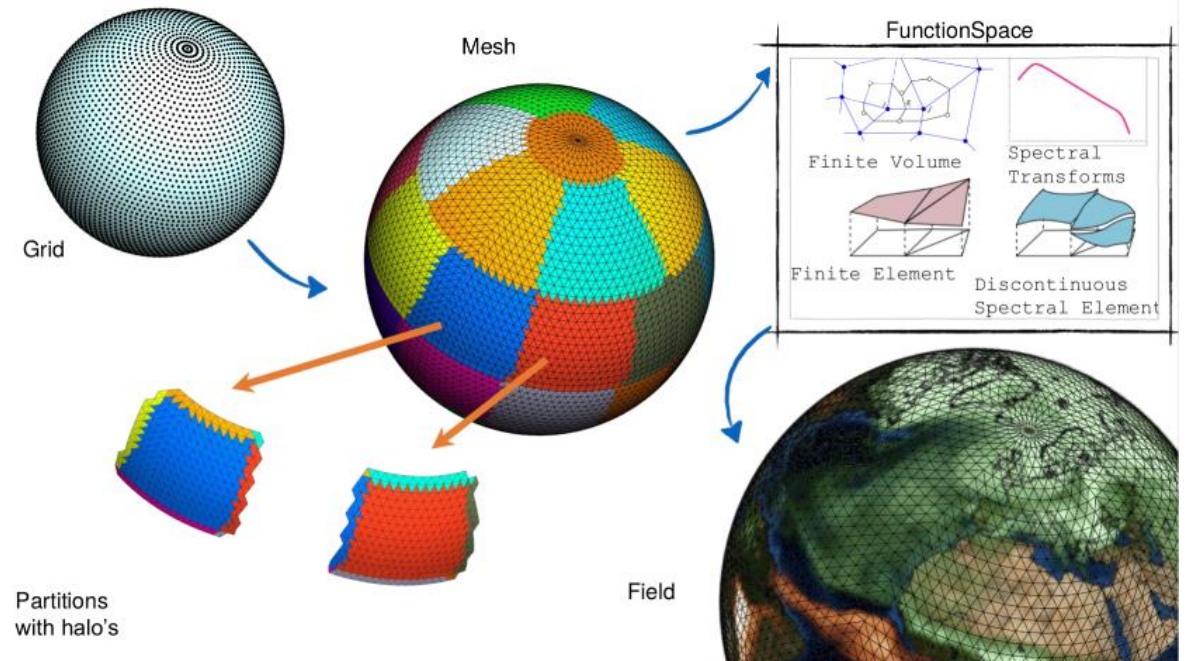 Grid
Mesh
FunctionSpace
Finite Volume
Spectral
Transforms
Finite Element
Discontinuous
Spectral Element
Partitions
with halo's
Field